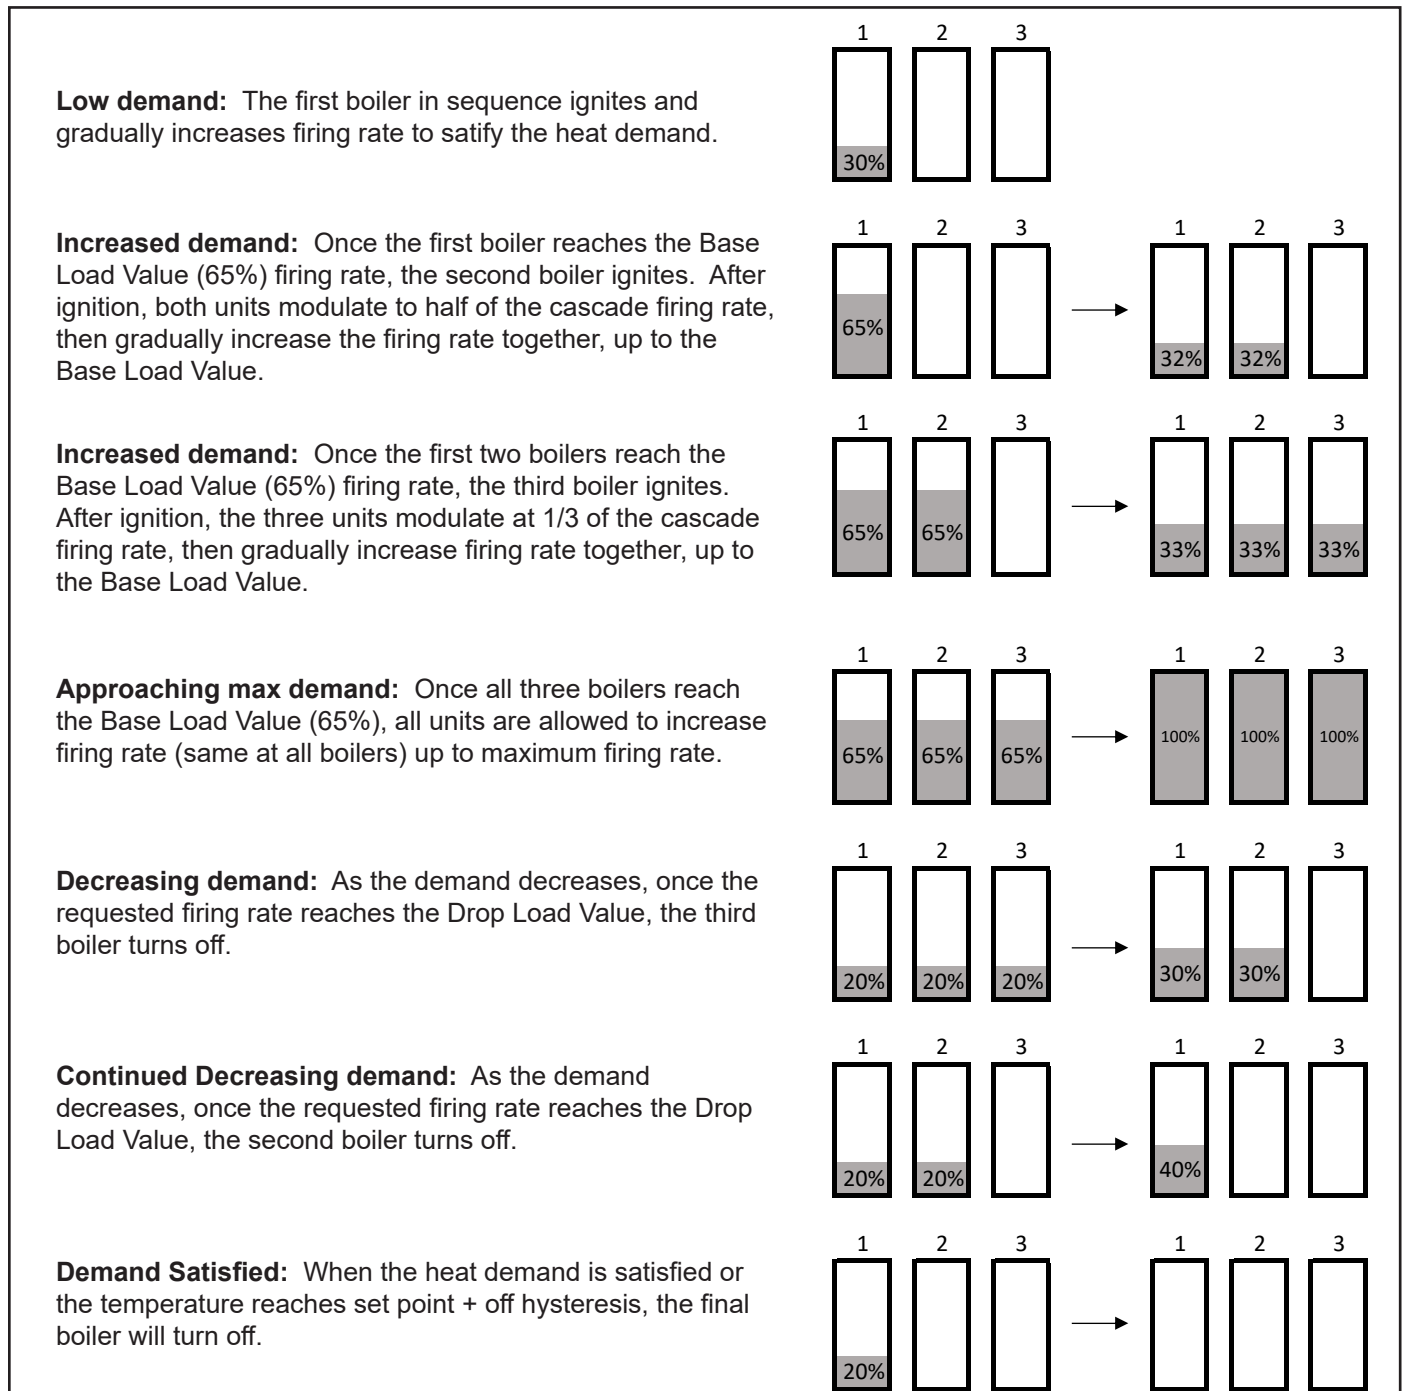 1 2 3
Low demand: The first boiler in sequence ignites and
gradually increases firing rate to satify the heat demand.
30%
1 2 3 1 2 3
Increased demand: Once the first boiler reaches the Base
Load Value (65%) firing rate, the second boiler ignites. After
ignition, both units modulate to half of the cascade firing rate,
then gradually increase the firing rate together, up to the
Base Load Value.
65% 32% 32%
1 2 3 1 2 3
Increased demand: Once the first two boilers reach the
Base Load Value (65%) firing rate, the third boiler ignites.
After ignition, the three units modulate at 1/3 of the cascade
firing rate, then gradually increase firing rate together, up to
the Base Load Value.
65% 65% 33% 33% 33%
1 2 3 1 2 3
Approaching max demand: Once all three boilers reach
the Base Load Value (65%), all units are allowed to increase
firing rate (same at all boilers) up to maximum firing rate.
65% 65% 65% 100% 100% 100%
1 2 3 1 2 3
Decreasing demand: As the demand decreases, once the
requested firing rate reaches the Drop Load Value, the third
boiler turns off.
20% 20% 20% 30% 30%
1 2 3 1 2 3
Continued Decreasing demand: As the demand
decreases, once the requested firing rate reaches the Drop
Load Value, the second boiler turns off.
20% 20% 40%
1 2 3 1 2 3
Demand Satisfied: When the heat demand is satisfied or
the temperature reaches set point + off hysteresis, the final
boiler will turn off.
20%